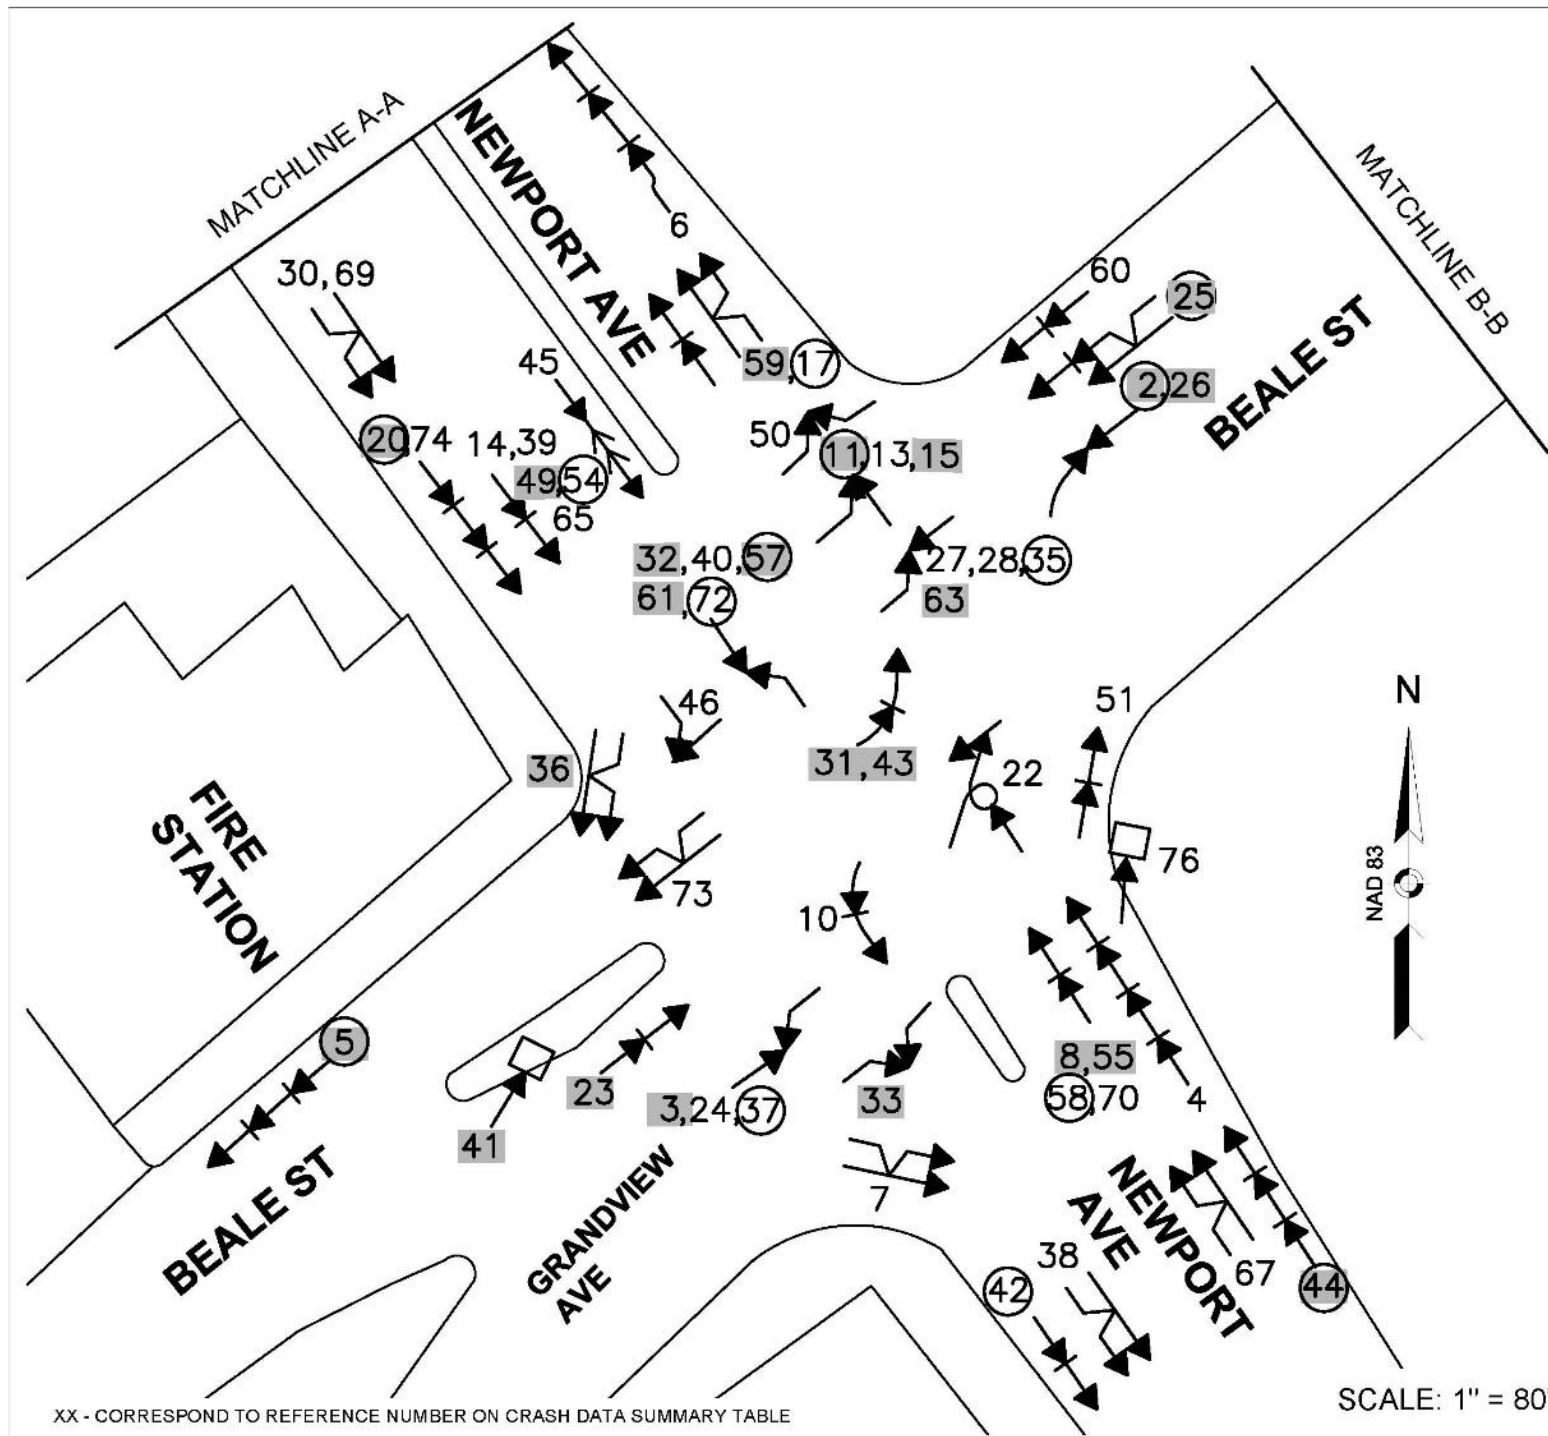 MATCHLINE A-A
NEWPORT AVE
6
MATCHLINE B-B
30,69
60
25
45
59,17
2,26
BEALE ST
20,74
14,39
50
11,13,15
49,54
65
32,40,57
27,28,35
61,72
63
N
46
51
36
31,43
22
FIRE
STATION
76
73
NAD 83
10
5
8,55
23
3,24,37
33
58,70
4
41
7
BEALE ST
GRANDVIEW
AVE
NEWPORT
AVE
38
67
42
44
SCALE: 1" = 80'
XX - CORRESPOND TO REFERENCE NUMBER ON CRASH DATA SUMMARY TABLE